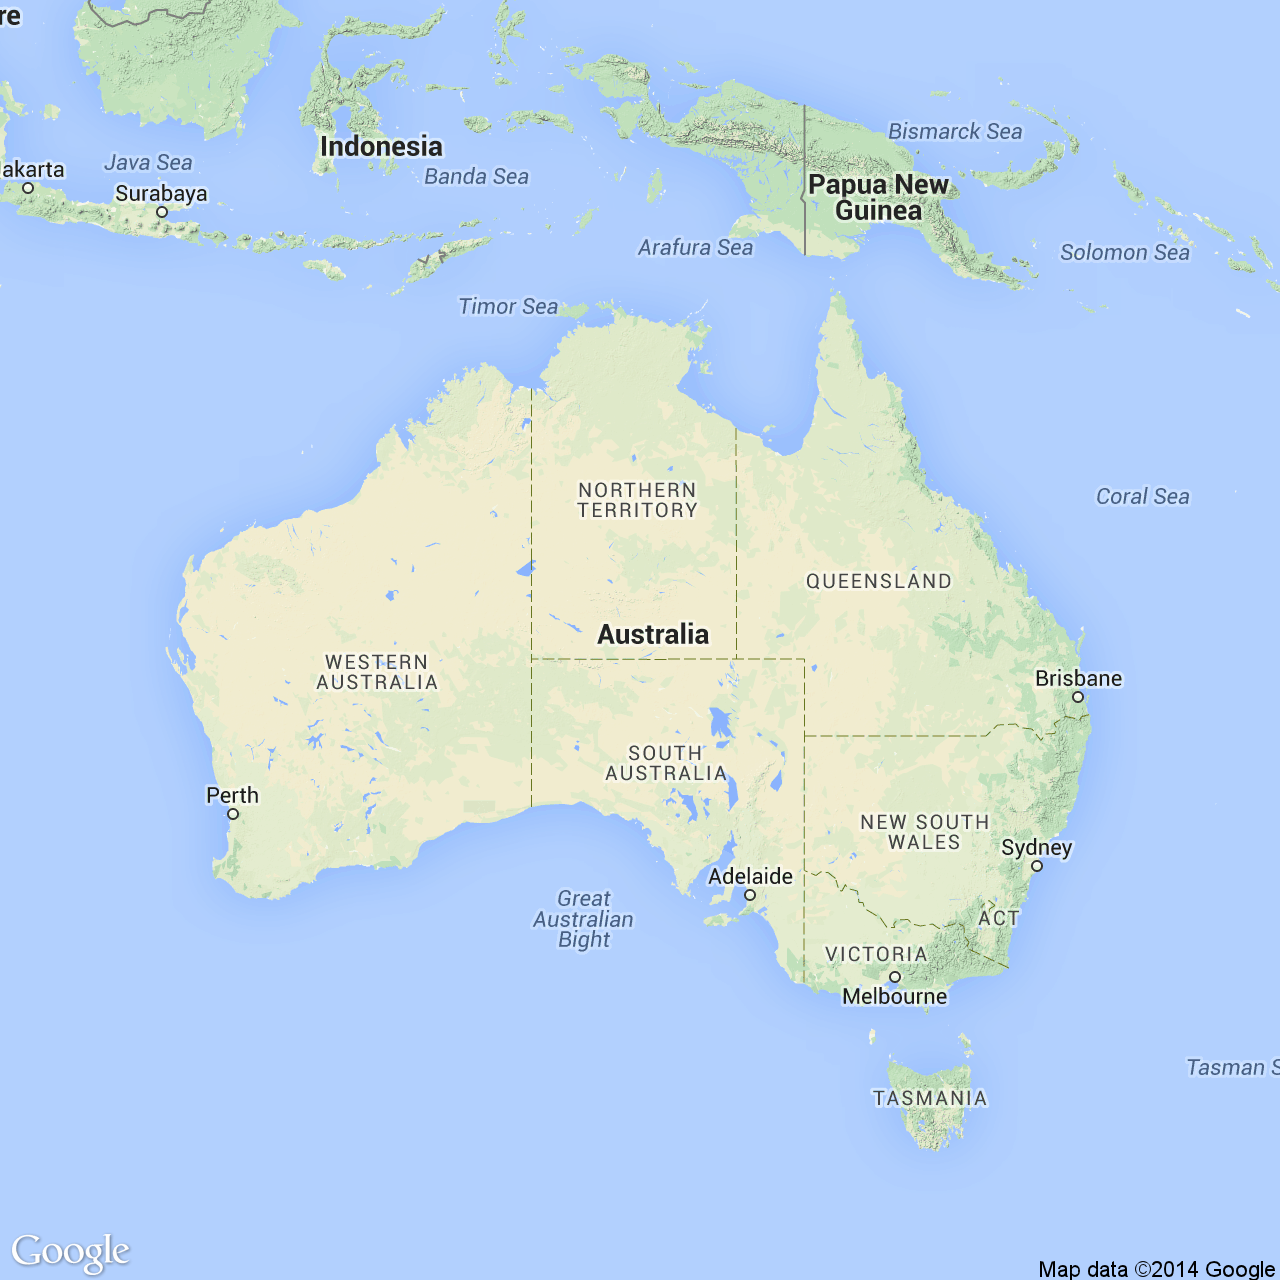 re
Indonesia
Java Sea
Banda Sea
Bismarck Sea
akarta
Surabaya
Papua New
Guinea
Arafura Sea
Solomon Sea
Timor Sea
NORTHERN
TERRITORY
Coral Sea
QUEENSLAND
Australia
WESTERN
AUSTRALIA
Brisbane
SOUTH
AUSTRALIA
Perth
NEW SOUTH
WALES
Sydney
Adelaide
Great
Australian
Bight
ACT
VICTORIA
Melbourne
Tasman S
TASMANIA
Google
Map data ©2014 Google